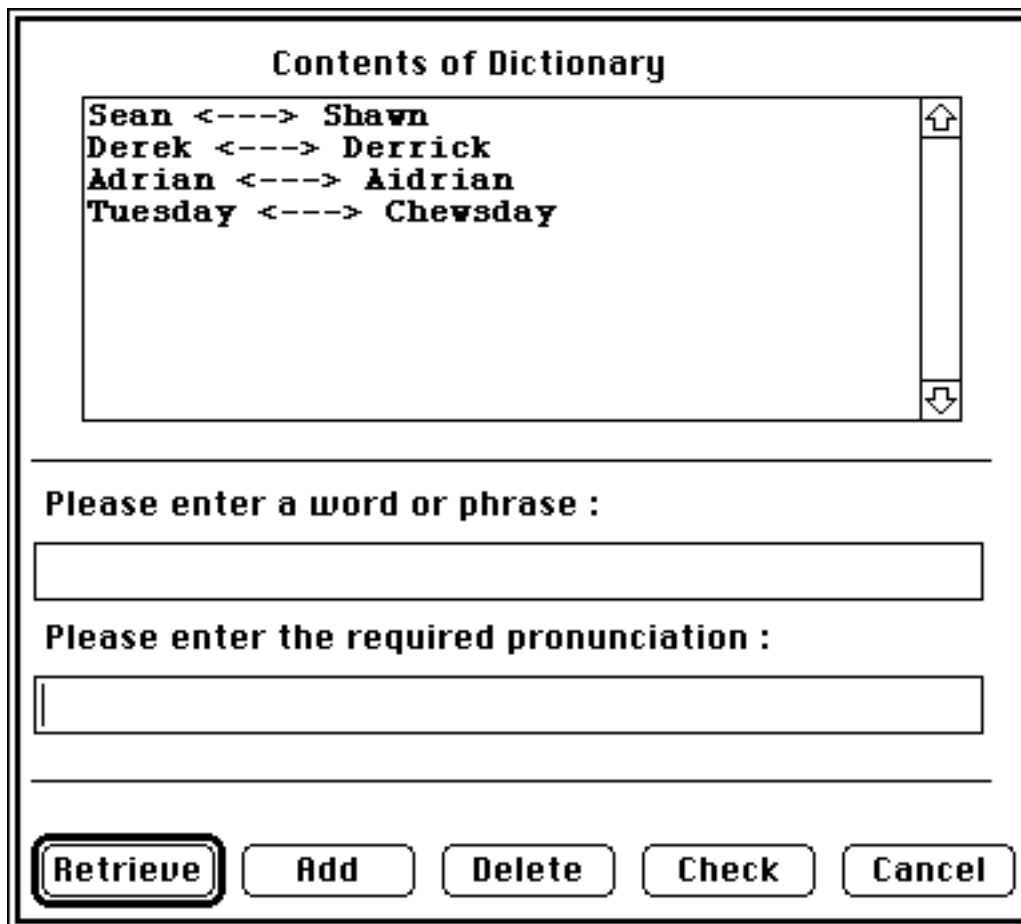 Contents of Dictionary
Sean <---> Shawn
Derek <---> Derrick
Adrian <---> Aidrian
Tuesday <---> Chewsday
Please enter a word or phrase :
Please enter the required pronunciation :
Retrieve Add Delete Check Cancel